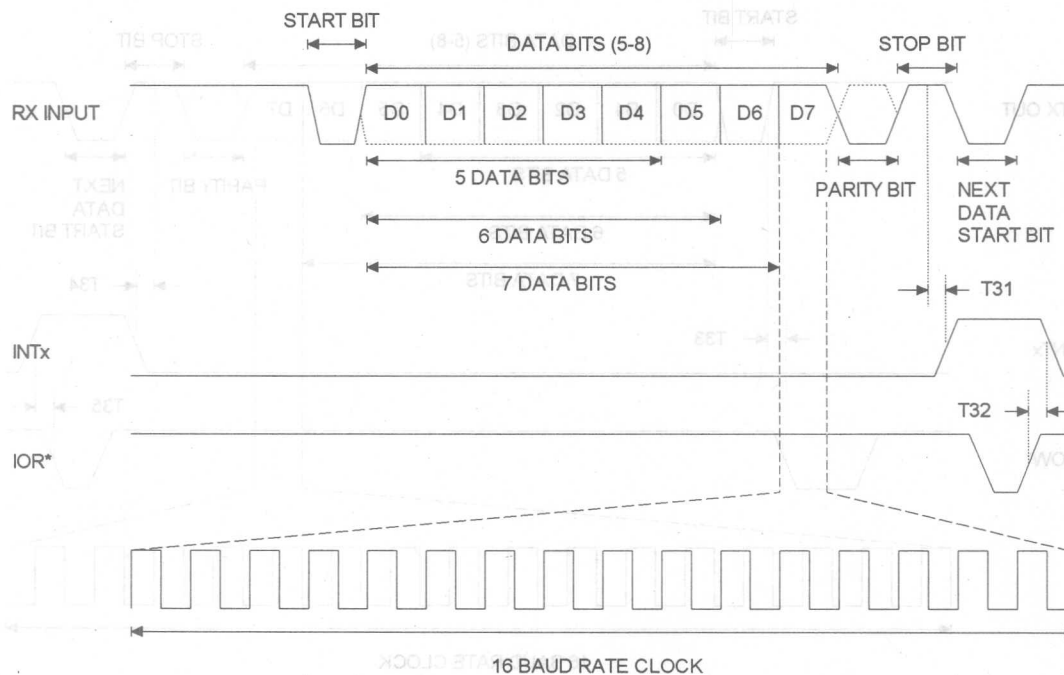 START BIT
DATA BITS (5-8)
STOP BIT
RX INPUT
D0 D1 D2 D3 D4 D5 D6 D7
5 DATA BITS
PARITY BIT
NEXT
DATA
START BIT
6 DATA BITS
7 DATA BITS
T31
INTx
T32
IOR*
16 BAUD RATE CLOCK